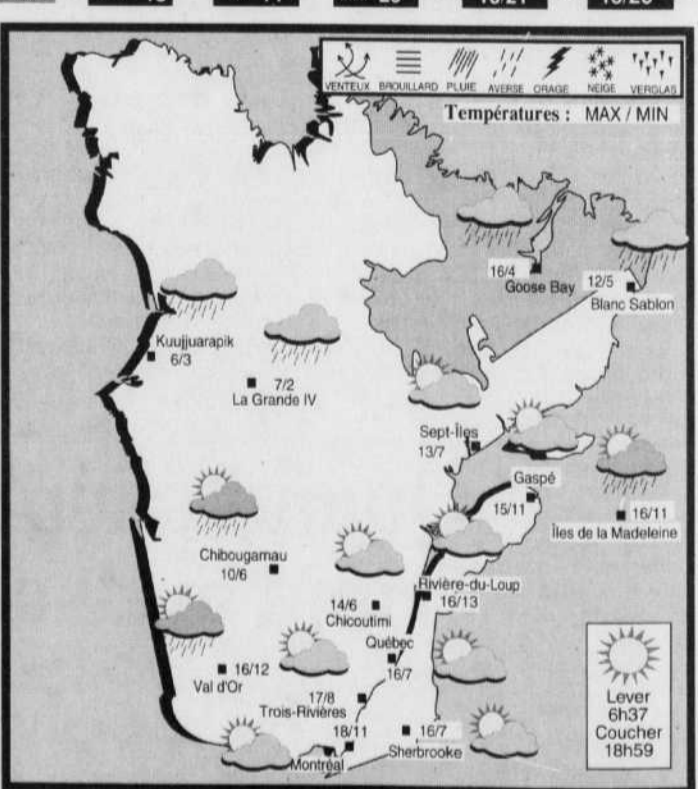 VENTEUX BROUILLARD PLUIE AVERSE ORAGE NEIGE VERGLAS
Températures : MAX / MIN
16/4
Goose Bay
12/5
Blanc Sablon
Kuujjuarapik
6/3
7/2
La Grande IV
Sept-Îles
13/7
Gaspé
15/11
16/11
Îles de la Madeleine
Chibougamau
10/6
Rivière-du-Loup
16/13
14/6
Chicoutimi
Québec
16/7
16/12
Val d'Or
17/8
Trois-Rivières
18/11
Montréal
16/7
Sherbrooke
Lever
6h37
Coucher
18h59